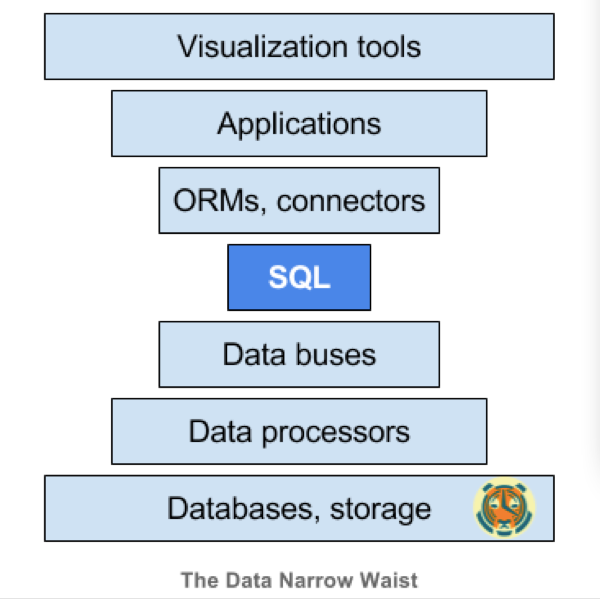 Visualization tools
Applications
ORMs, connectors
SQL
Data buses
Data processors
Databases, storage
The Data Narrow Waist